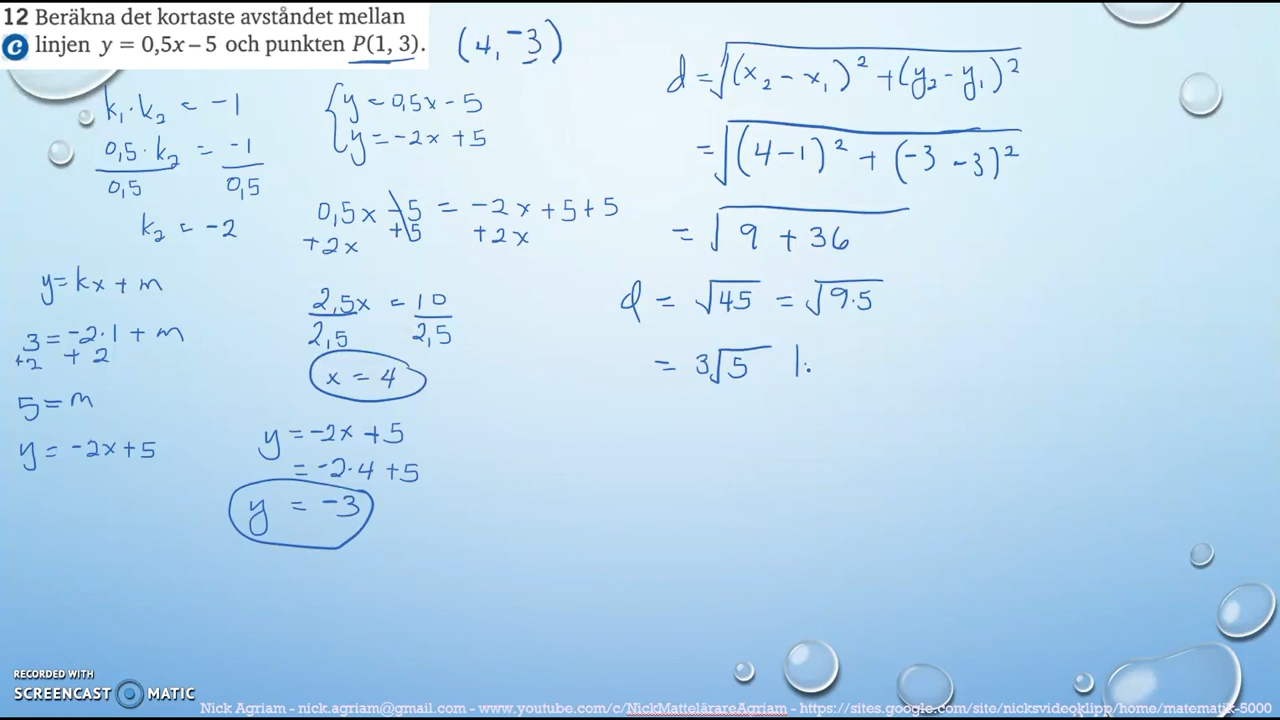 12 Beräkna det kortaste avståndet mellan
C linjen y = 0,5x – 5 och punkten P(1, 3).
(4, -3)
k₁·k₂ = -1
0,5·k₂ = -1
0,5 0,5
k₂ = -2
y = kx + m
3 = -2·1 + m
+2 +2
5 = m
y = -2x+5
y = 0,5x - 5
y = -2x + 5
0,5x -5 = -2x + 5 + 5
+2x +5 +2x
2,5x = 10
2,5 2,5
x = 4
y = -2x + 5
= -2·4 + 5
y = -3
d = √(x₂ - x₁)² + (y₂ - y₁)²
= √(4-1)² + (-3 -3)²
= √9 + 36
d = √45 = √9·5
= 3√5 l.
RECORDED WITH
SCREENCAST MATIC
Nick Agriam - nick.agriam@gmail.com - www.youtube.com/c/NickMattelärareAgriam - https://sites.google.com/site/nicksvideoklipp/home/matematik-5000